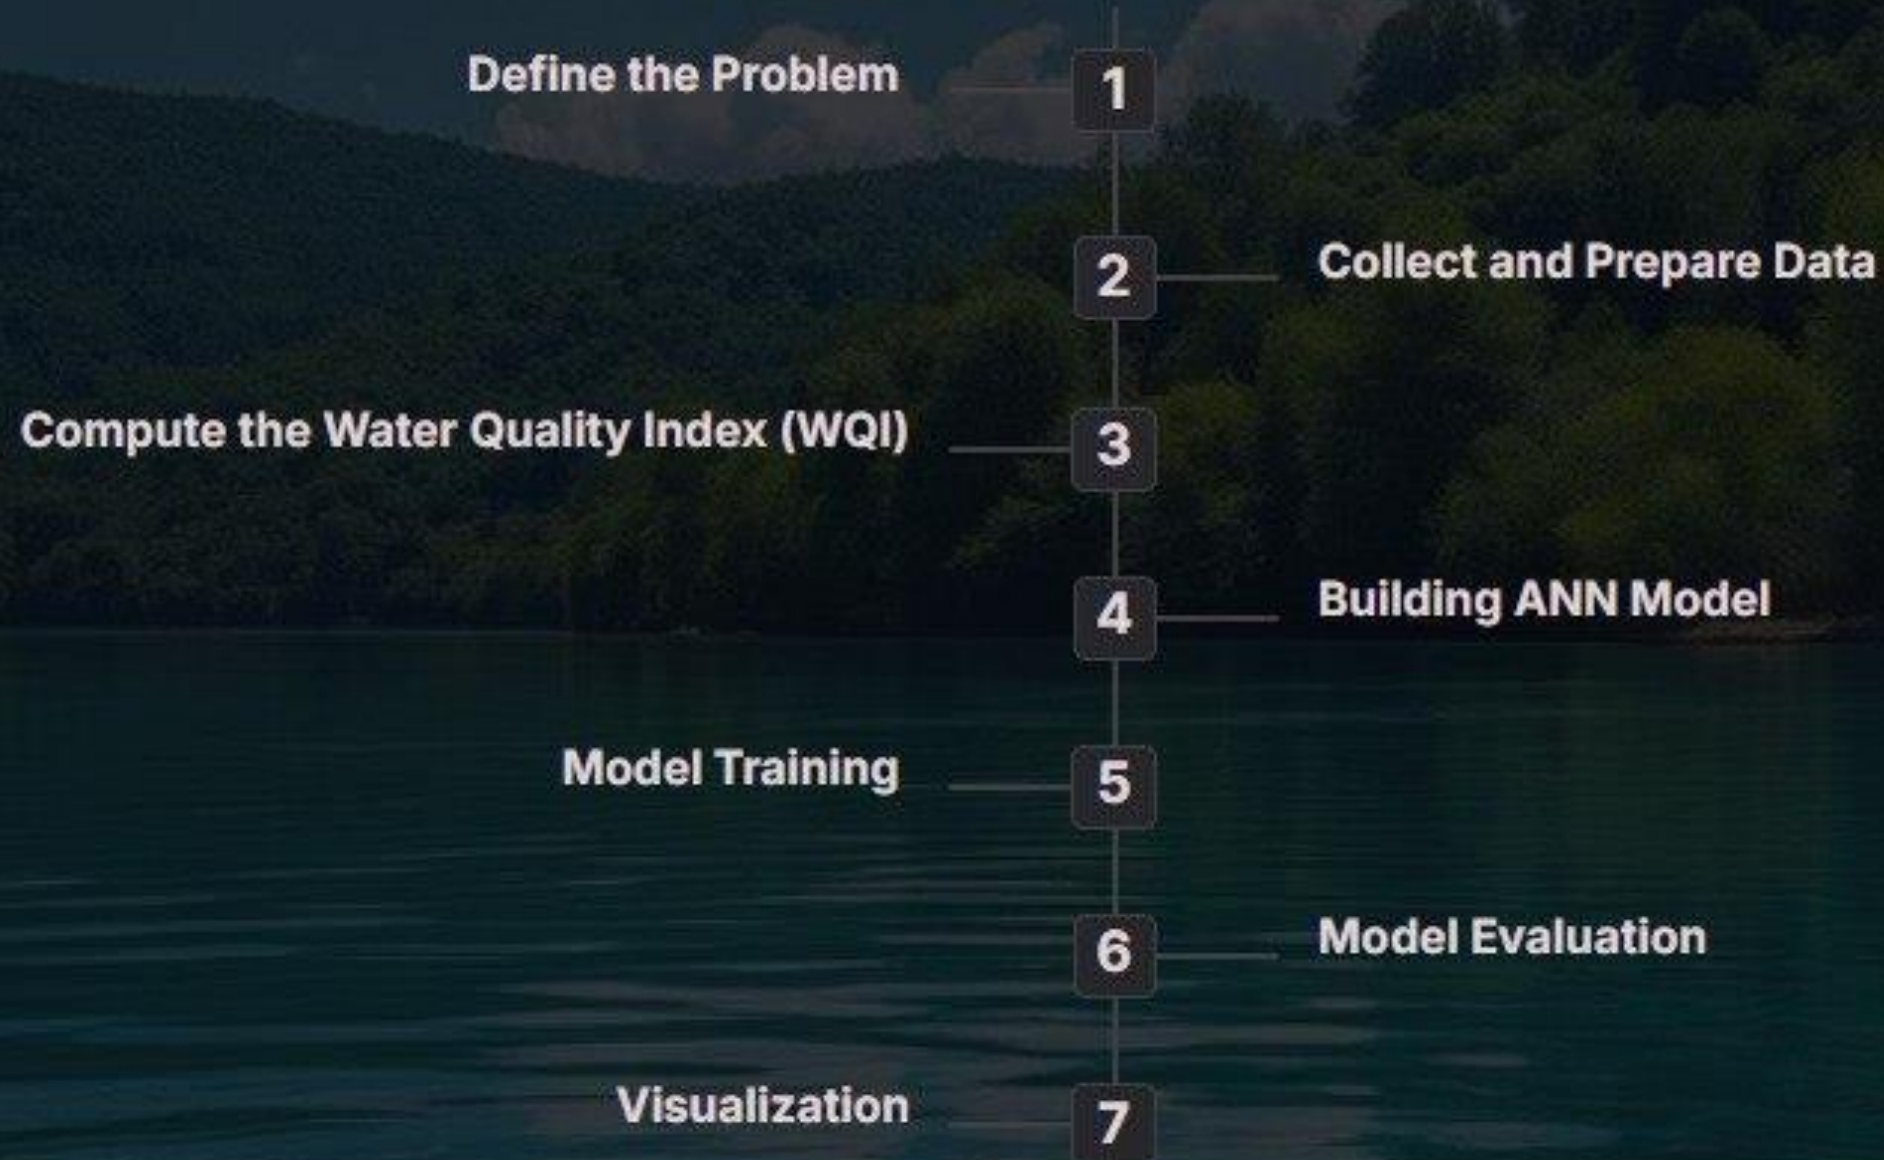 Define the Problem
1
2
Collect and Prepare Data
Compute the Water Quality Index (WQI)
3
4
Building ANN Model
Model Training
5
6
Model Evaluation
Visualization
7